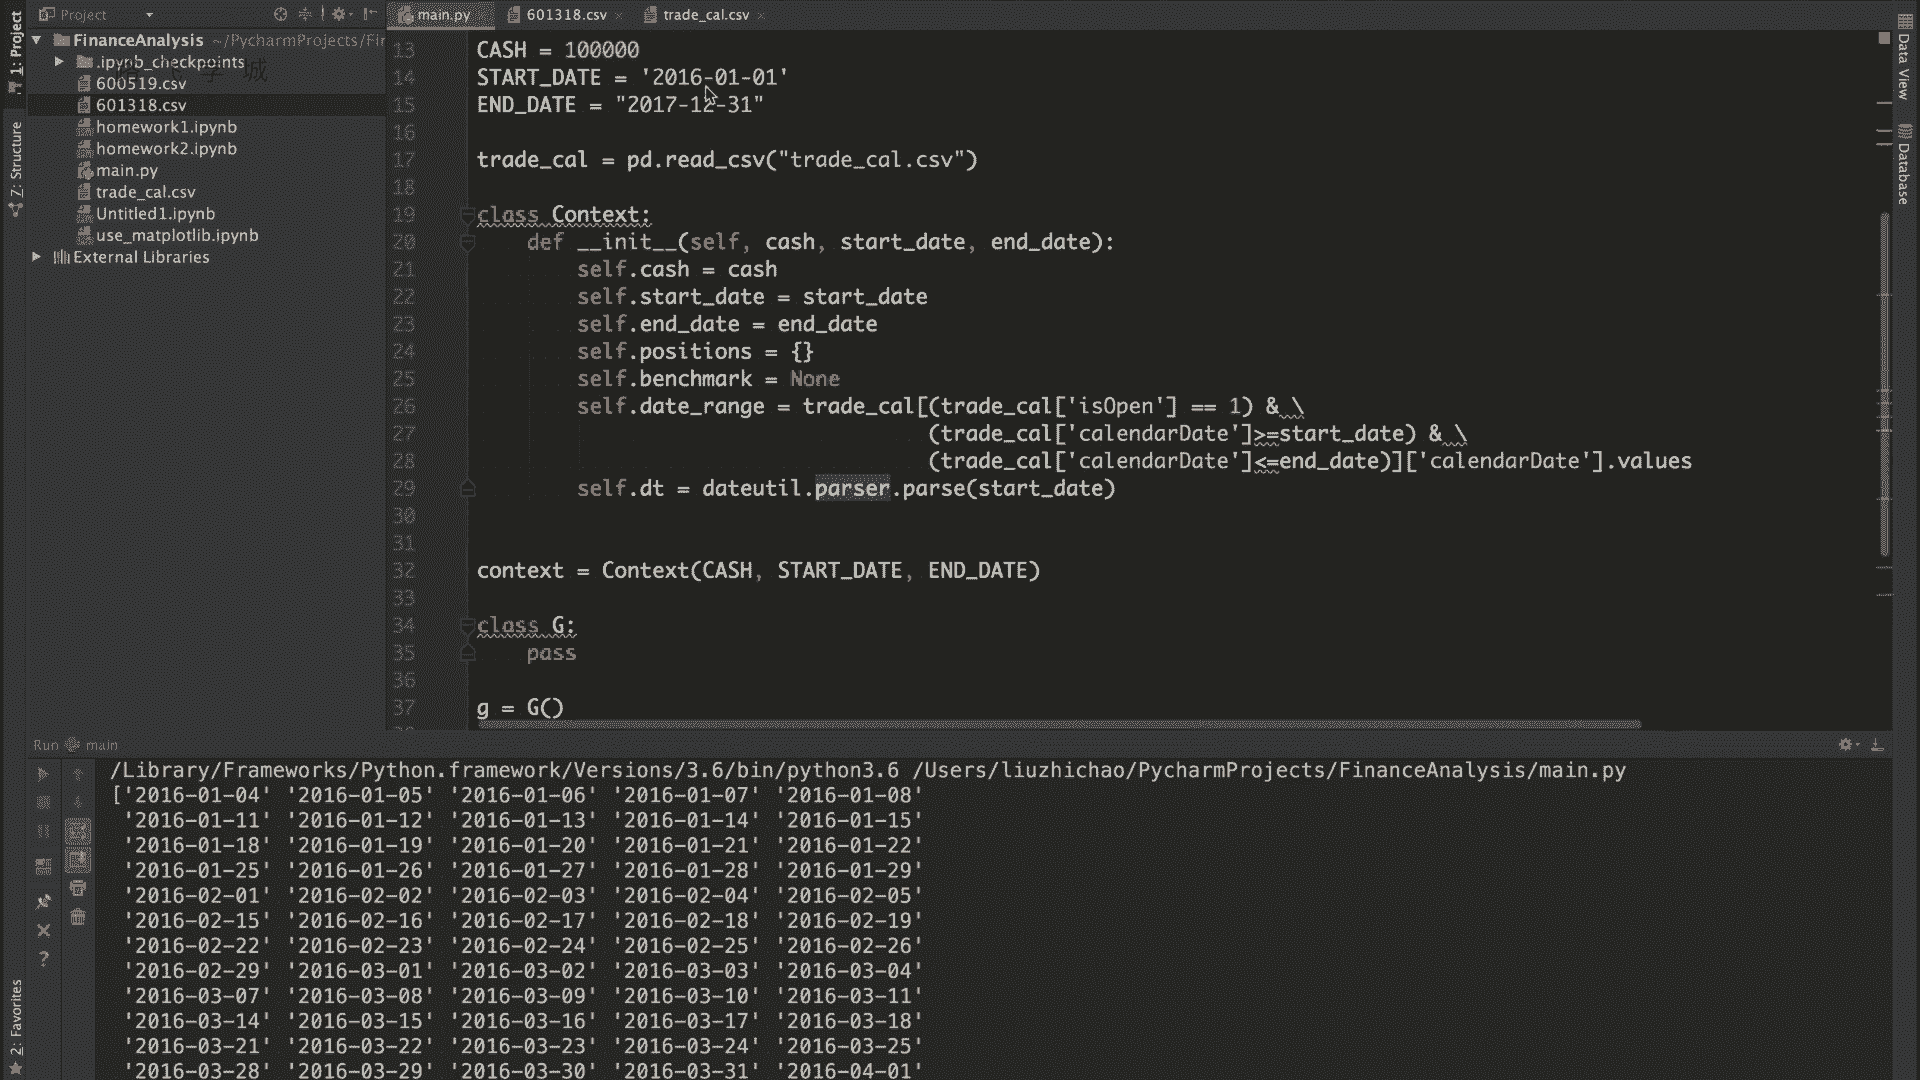 Project
main.py
601318.csv
trade_cal.csv
1: Project
Z: Structure
2: Favorites
Data View
Database
FinanceAnalysis ~/PycharmProjects/Fir
.ipynb_checkpoints
学城
600519.csv
601318.csv
homework1.ipynb
homework2.ipynb
main.py
trade_cal.csv
Untitled1.ipynb
use_matplotlib.ipynb
External Libraries
13 CASH = 100000
14 START_DATE = '2016-01-01'
15 END_DATE = "2017-12-31"
16
17 trade_cal = pd.read_csv("trade_cal.csv")
18
19 class Context:
20 def __init__(self, cash, start_date, end_date):
21 self.cash = cash
22 self.start_date = start_date
23 self.end_date = end_date
24 self.positions = {}
25 self.benchmark = None
26 self.date_range = trade_cal[(trade_cal['isOpen'] == 1) & \
27 (trade_cal['calendarDate']>=start_date) & \
28 (trade_cal['calendarDate']<=end_date)]['calendarDate'].values
29 self.dt = dateutil.parser.parse(start_date)
30
31
32 context = Context(CASH, START_DATE, END_DATE)
33
34 class G:
35 pass
36
37 g = G()
Run main
/Library/Frameworks/Python.framework/Versions/3.6/bin/python3.6 /Users/liuzhichao/PycharmProjects/FinanceAnalysis/main.py
['2016-01-04' '2016-01-05' '2016-01-06' '2016-01-07' '2016-01-08'
'2016-01-11' '2016-01-12' '2016-01-13' '2016-01-14' '2016-01-15'
'2016-01-18' '2016-01-19' '2016-01-20' '2016-01-21' '2016-01-22'
'2016-01-25' '2016-01-26' '2016-01-27' '2016-01-28' '2016-01-29'
'2016-02-01' '2016-02-02' '2016-02-03' '2016-02-04' '2016-02-05'
'2016-02-15' '2016-02-16' '2016-02-17' '2016-02-18' '2016-02-19'
'2016-02-22' '2016-02-23' '2016-02-24' '2016-02-25' '2016-02-26'
'2016-02-29' '2016-03-01' '2016-03-02' '2016-03-03' '2016-03-04'
'2016-03-07' '2016-03-08' '2016-03-09' '2016-03-10' '2016-03-11'
'2016-03-14' '2016-03-15' '2016-03-16' '2016-03-17' '2016-03-18'
'2016-03-21' '2016-03-22' '2016-03-23' '2016-03-24' '2016-03-25'
'2016-03-28' '2016-03-29' '2016-03-30' '2016-03-31' '2016-04-01'